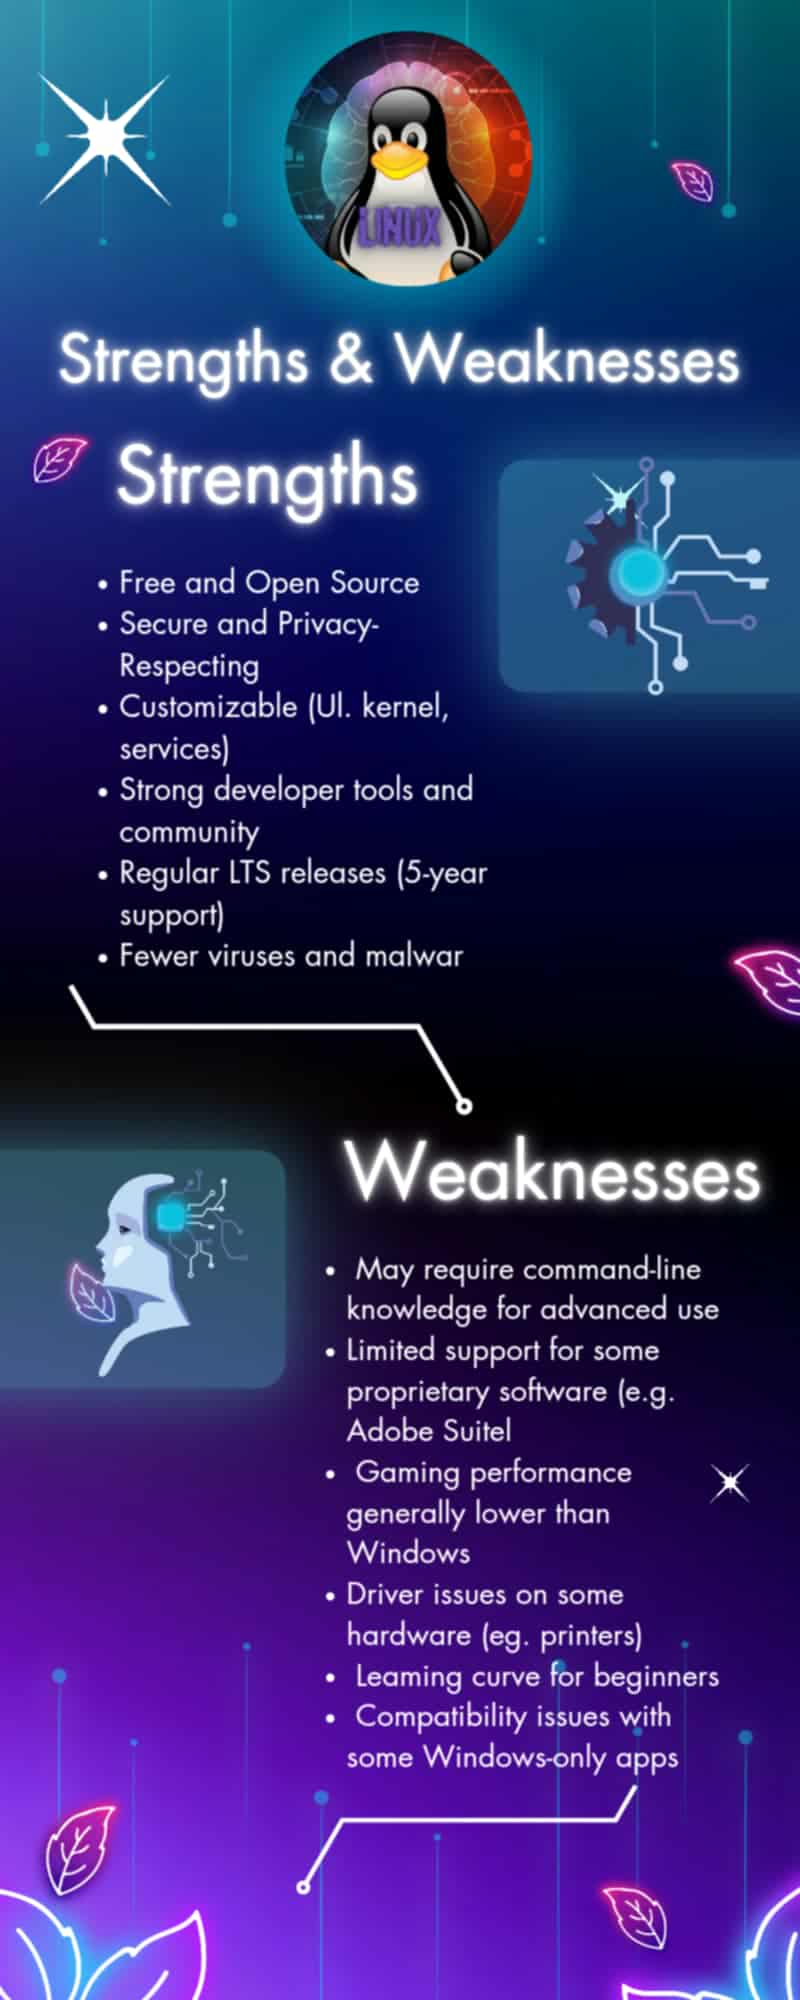 LINUX
Strengths & Weaknesses
Strengths
• Free and Open Source
• Secure and Privacy-
Respecting
• Customizable (Ul. kernel,
services)
• Strong developer tools and
community
• Regular LTS releases (5-year
support)
• Fewer viruses and malwar
Weaknesses
• May require command-line
knowledge for advanced use
• Limited support for some
proprietary software (e.g.
Adobe Suitel
• Gaming performance
generally lower than
Windows
• Driver issues on some
hardware (eg. printers)
• Leaming curve for beginners
• Compatibility issues with
some Windows-only apps